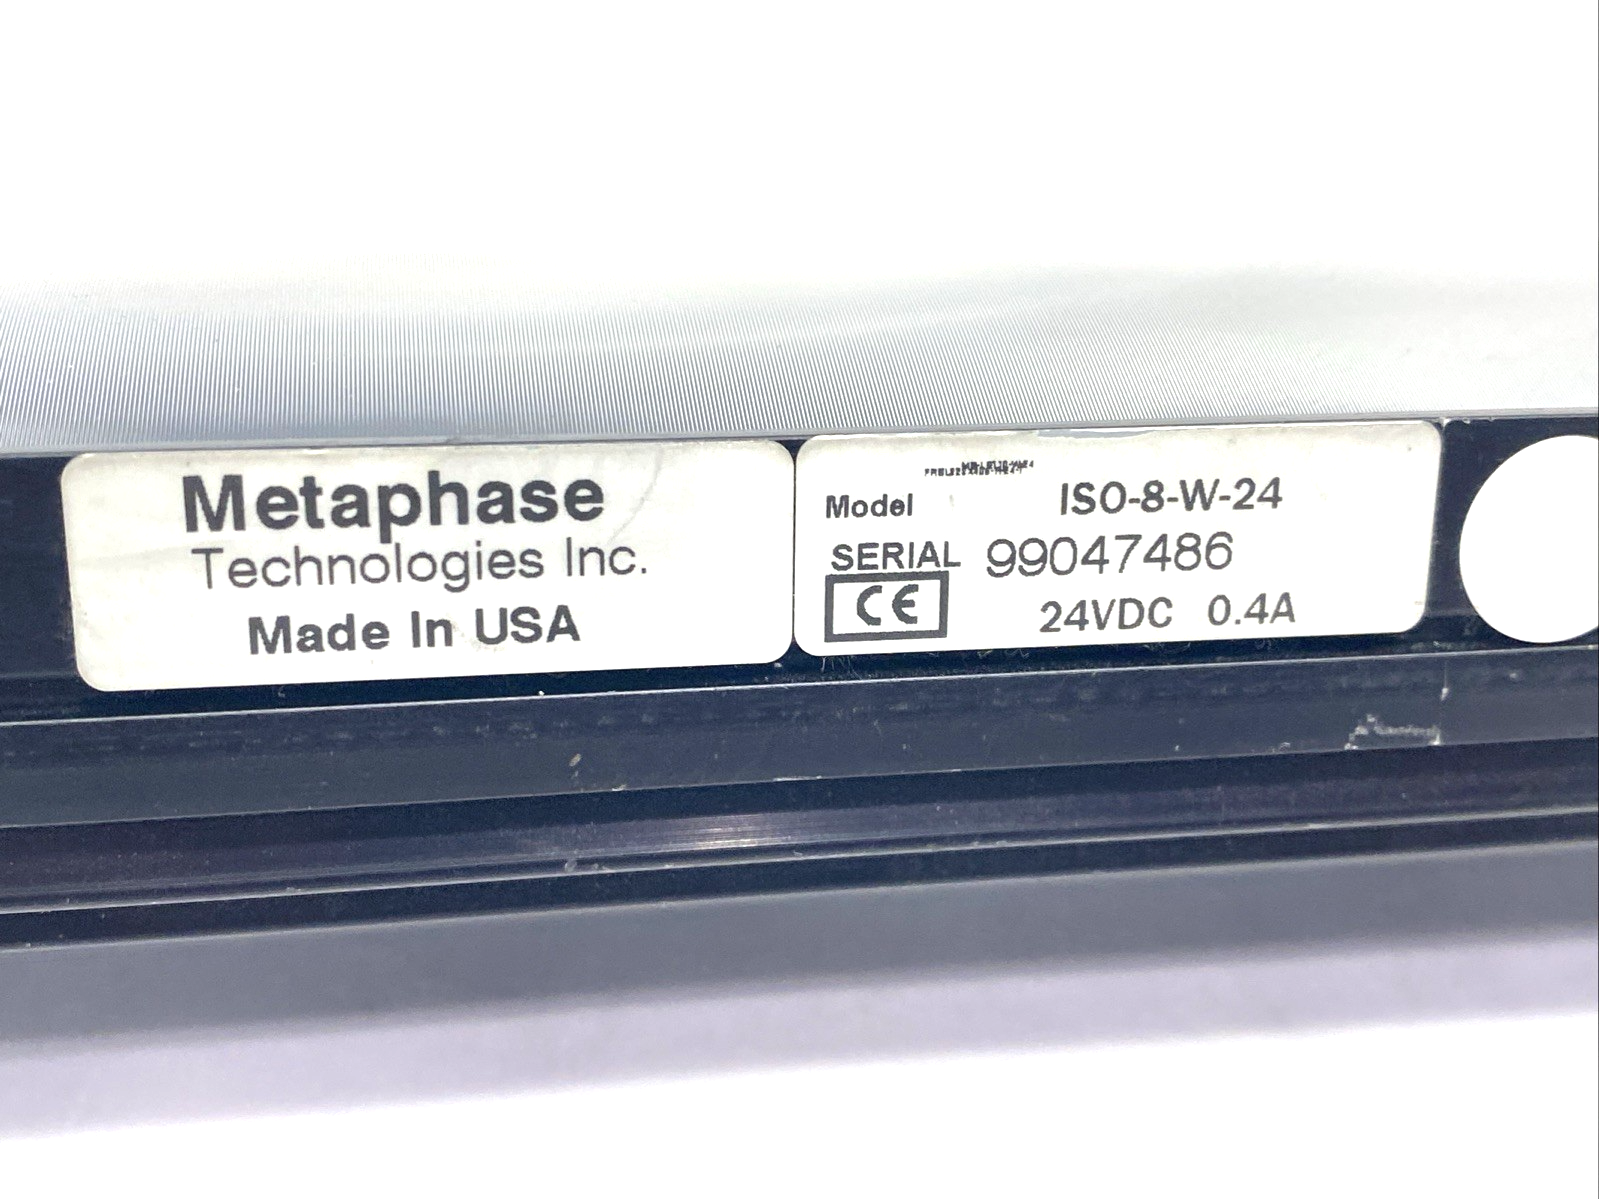 Metaphase
Technologies Inc.
Made In USA
Model ISO-8-W-24
SERIAL 99047486
CE 24VDC 0.4A